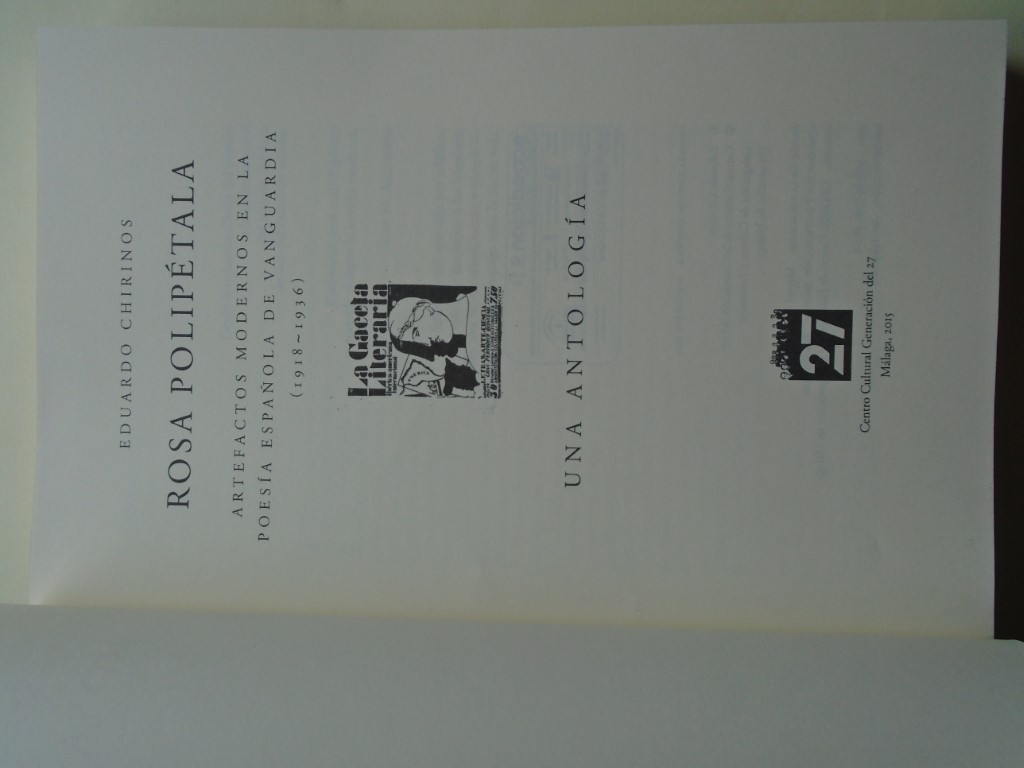 EDUARDO CHIRINOS
ROSA POLIPÉTALA
ARTEFACTOS MODERNOS EN LA
POESÍA ESPAÑOLA DE VANGUARDIA
(1918-1936)
La Gaceta
Literaria
UNA ANTOLOGÍA
27
Centro Cultural Generación del 27
Málaga, 2015